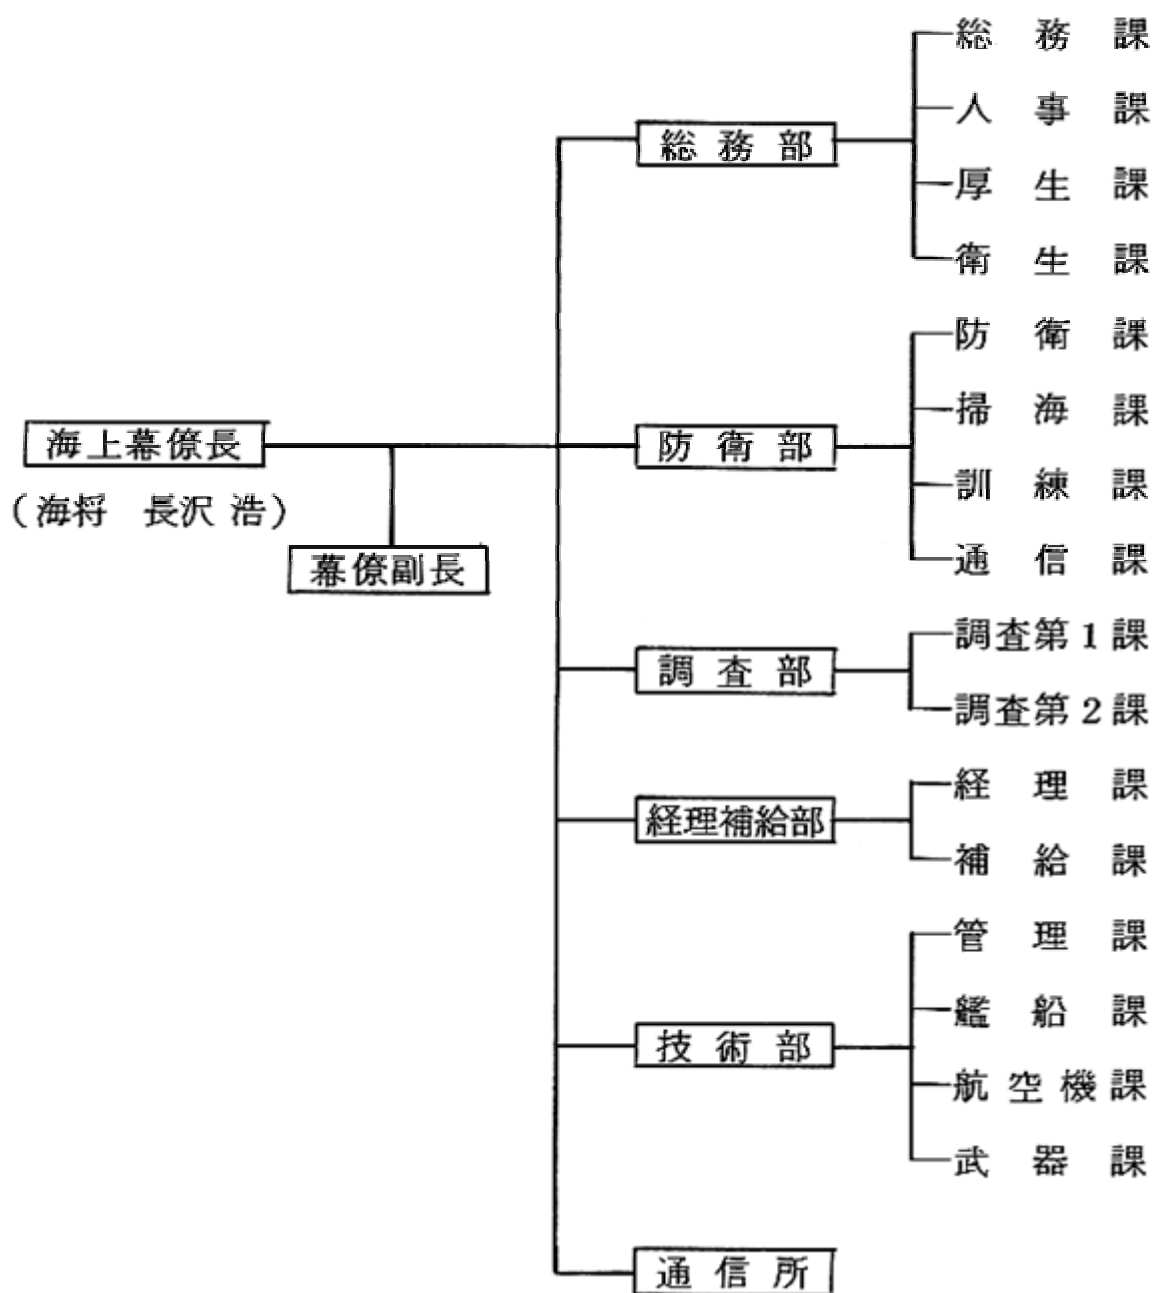 海上幕僚長
(海将 長沢 浩)
幕僚副長
総務部
総務課
人事課
厚生課
衛生課
防衛部
防衛課
掃海課
訓練課
通信課
調査部
調査第1課
調査第2課
経理補給部
経理課
補給課
技術部
管理課
艦船課
航空機課
武器課
通信所